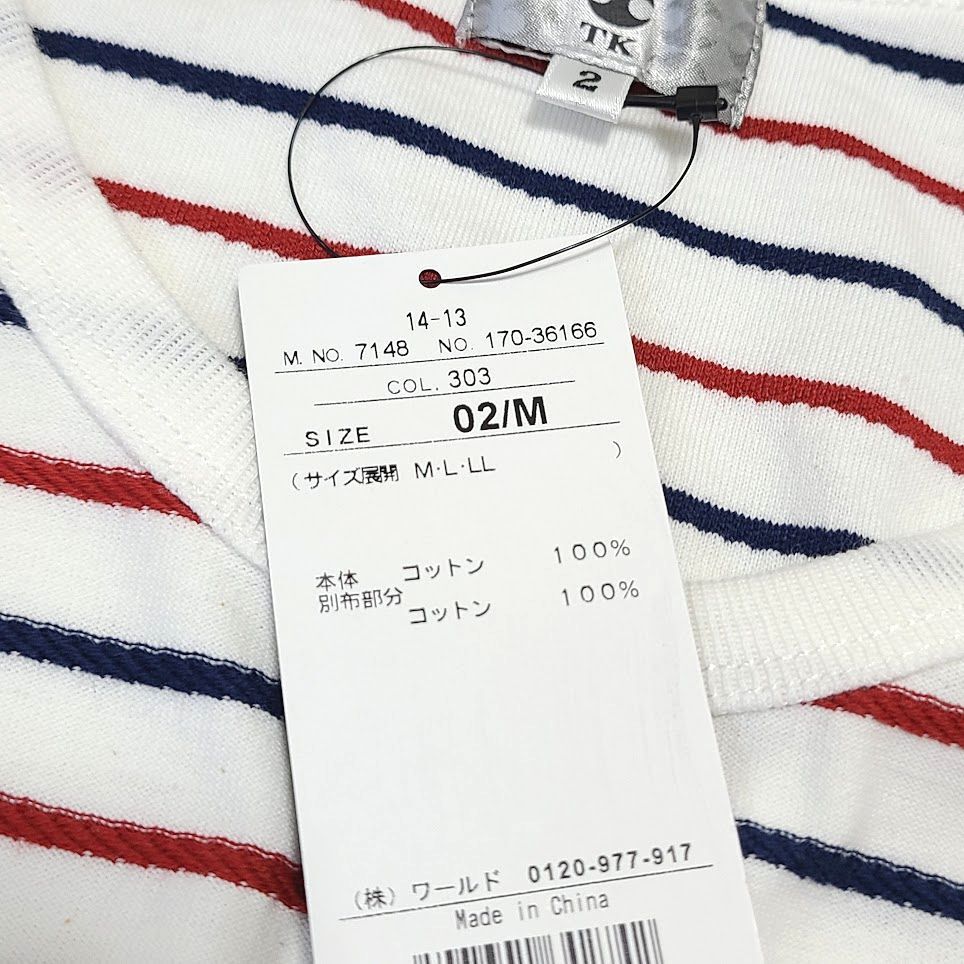 TK
2
14-13
M. NO. 7148 NO. 170-36166
COL. 303
SIZE 02/M
(サイズ展開 M・L・LL )
本体 コットン 100%
別布部分
コットン 100%
(株)ワールド 0120-977-917
Made in China